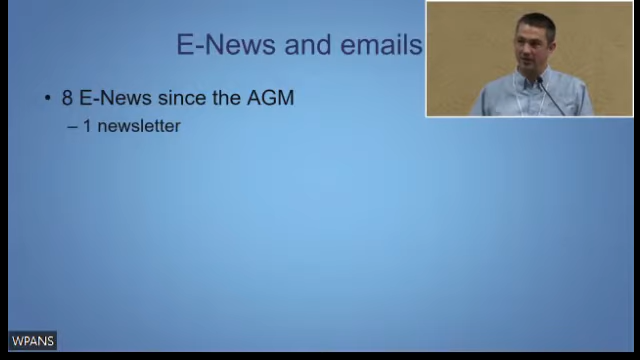 E-News and emails
• 8 E-News since the AGM
– 1 newsletter
WPANS